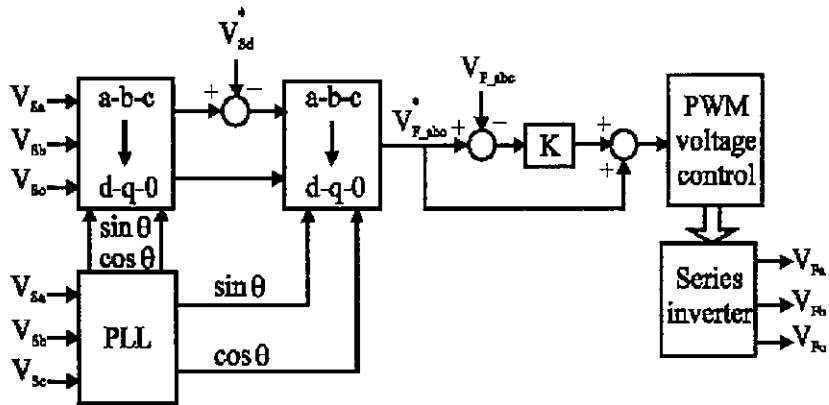 V*Sd
VSa
VSb
VSc
a-b-c
d-q-0
+
−
a-b-c
d-q-0
V*F_abc
VF_abc
+
−
K
+
+
PWM
voltage
control
sin θ
cos θ
VSa
VSb
VSc
PLL
sin θ
cos θ
Series
inverter
VFa
VFb
VFc